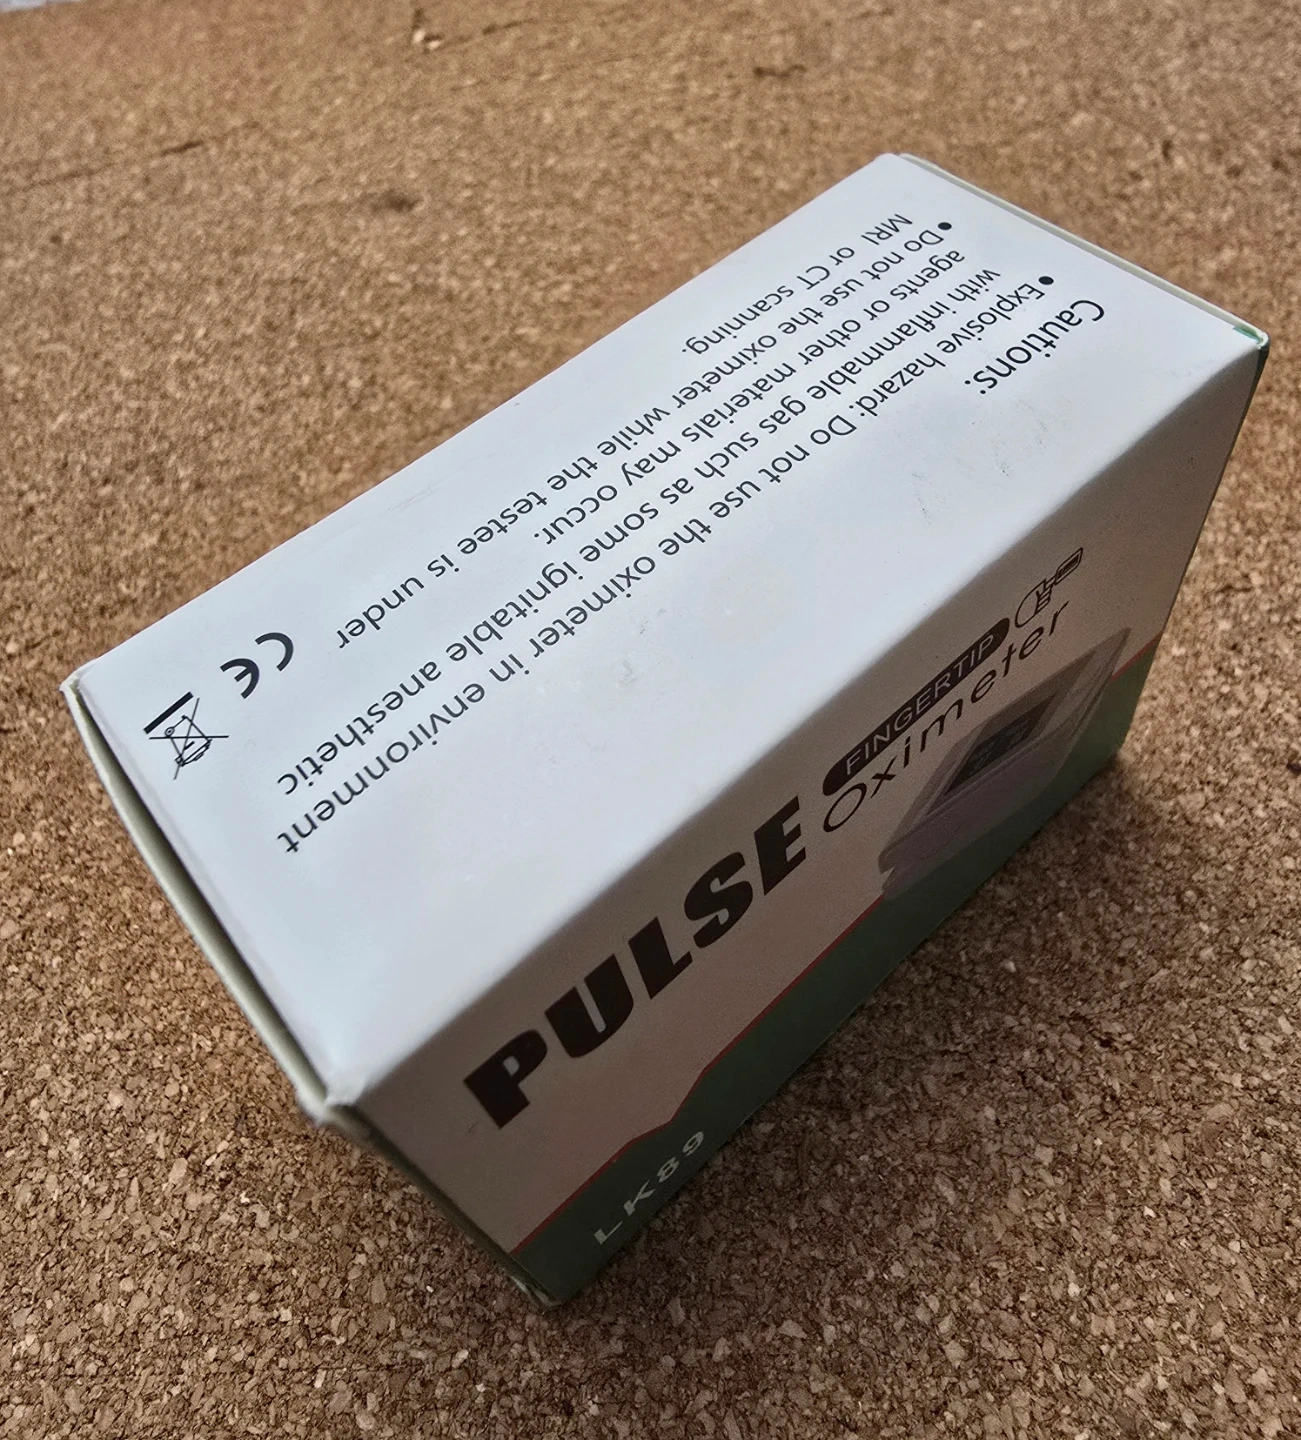 Cautions:
•Explosive hazard: Do not use the oximeter in environment
with inflammable gas such as some ignitable anesthetic
agents or other materials may occur.
•Do not use the oximeter while the testee is under
MRI or CT scanning.
CE
PULSE
FINGERTIP
Oximeter
LK89